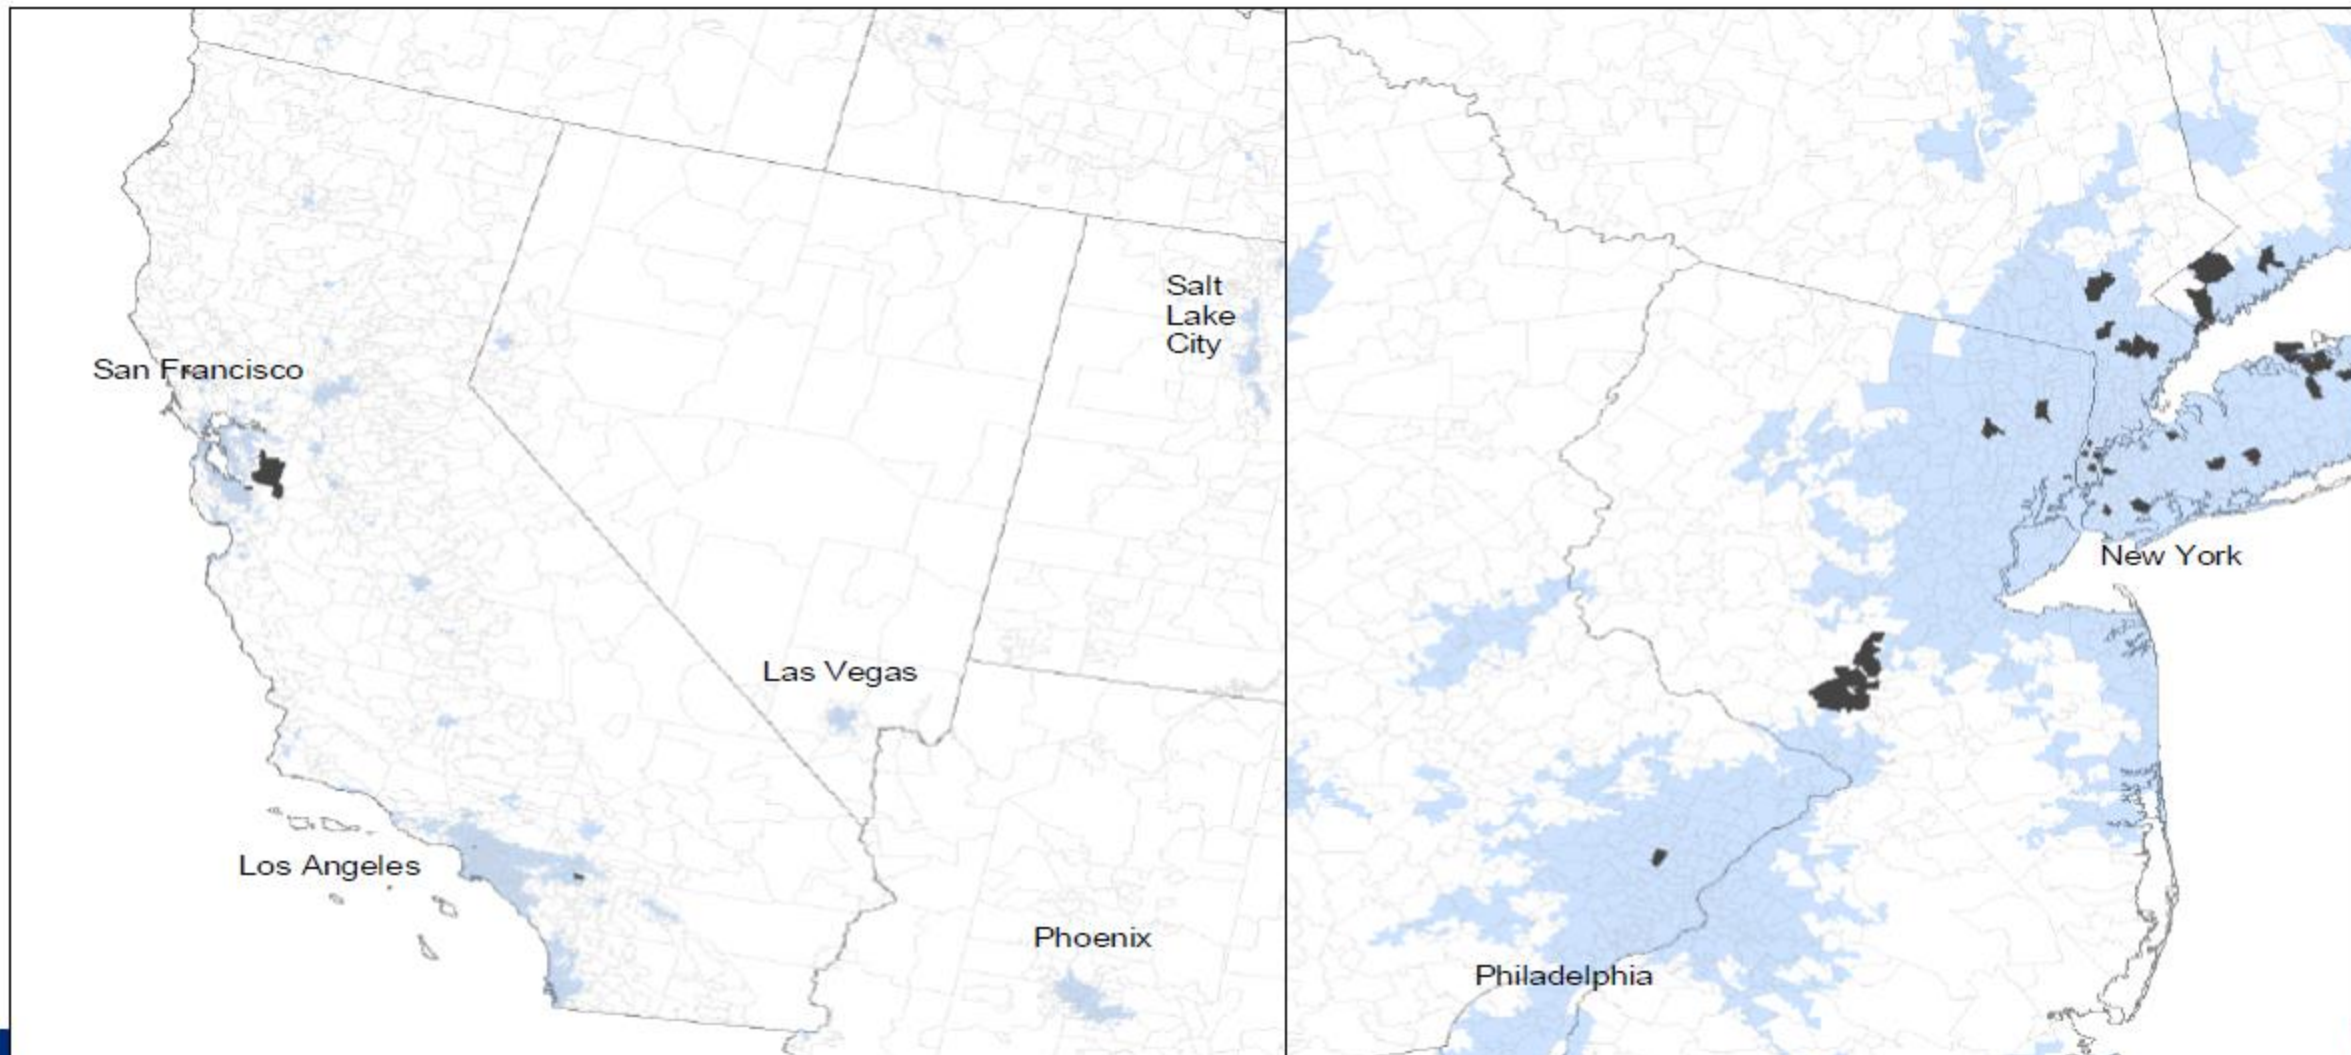 Salt
Lake
City
San Francisco
Las Vegas
Los Angeles
Phoenix
New York
Philadelphia